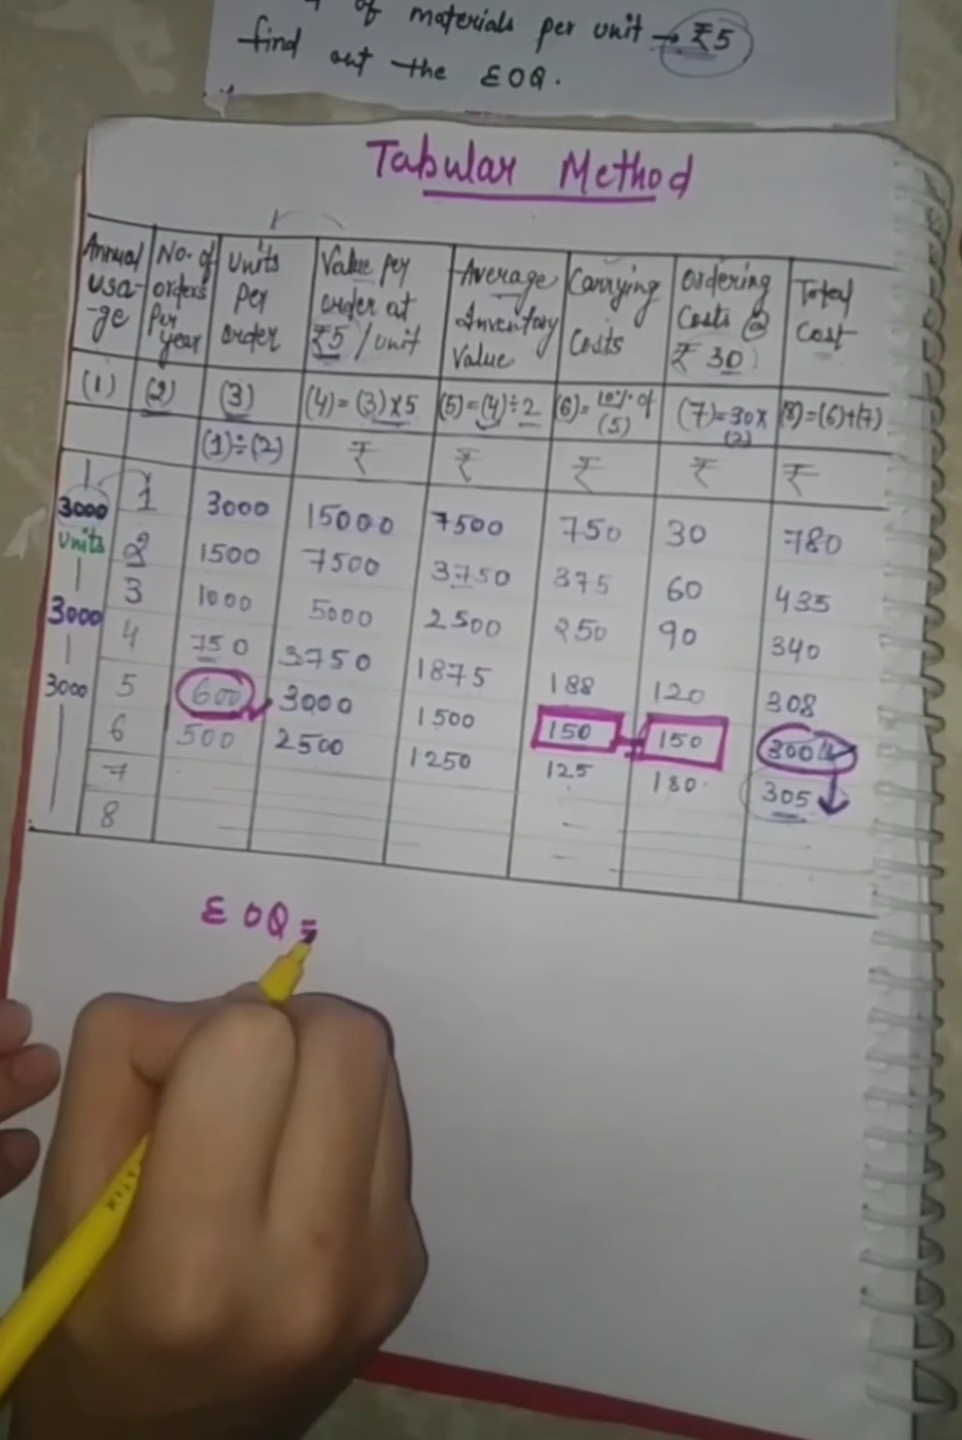 of materials per unit → ₹5
find out the EOQ.
Tabular Method
Annual usa-ge
No. of orders Per year
Units Per order
Value per order at ₹5 / unit
Average Inventory Value
Carrying Costs
Ordering Costs @ ₹ 30
Total Cost
(1) (2) (3) (4) = (3) x 5 (5) = (4) ÷ 2 (6) = 10% of (5) (7) = 30 x (2) (8) = (6)+(7)
(1) ÷ (2) ₹ ₹ ₹ ₹ ₹
3000 units 1 3000 15000 7500 750 30 780
2 1500 7500 3750 375 60 435
3000 3 1000 5000 2500 250 90 340
4 750 3750 1875 188 120 308
3000 5 600 3000 1500 150 150 300
6 500 2500 1250 125 180 305
7
8
EOQ =